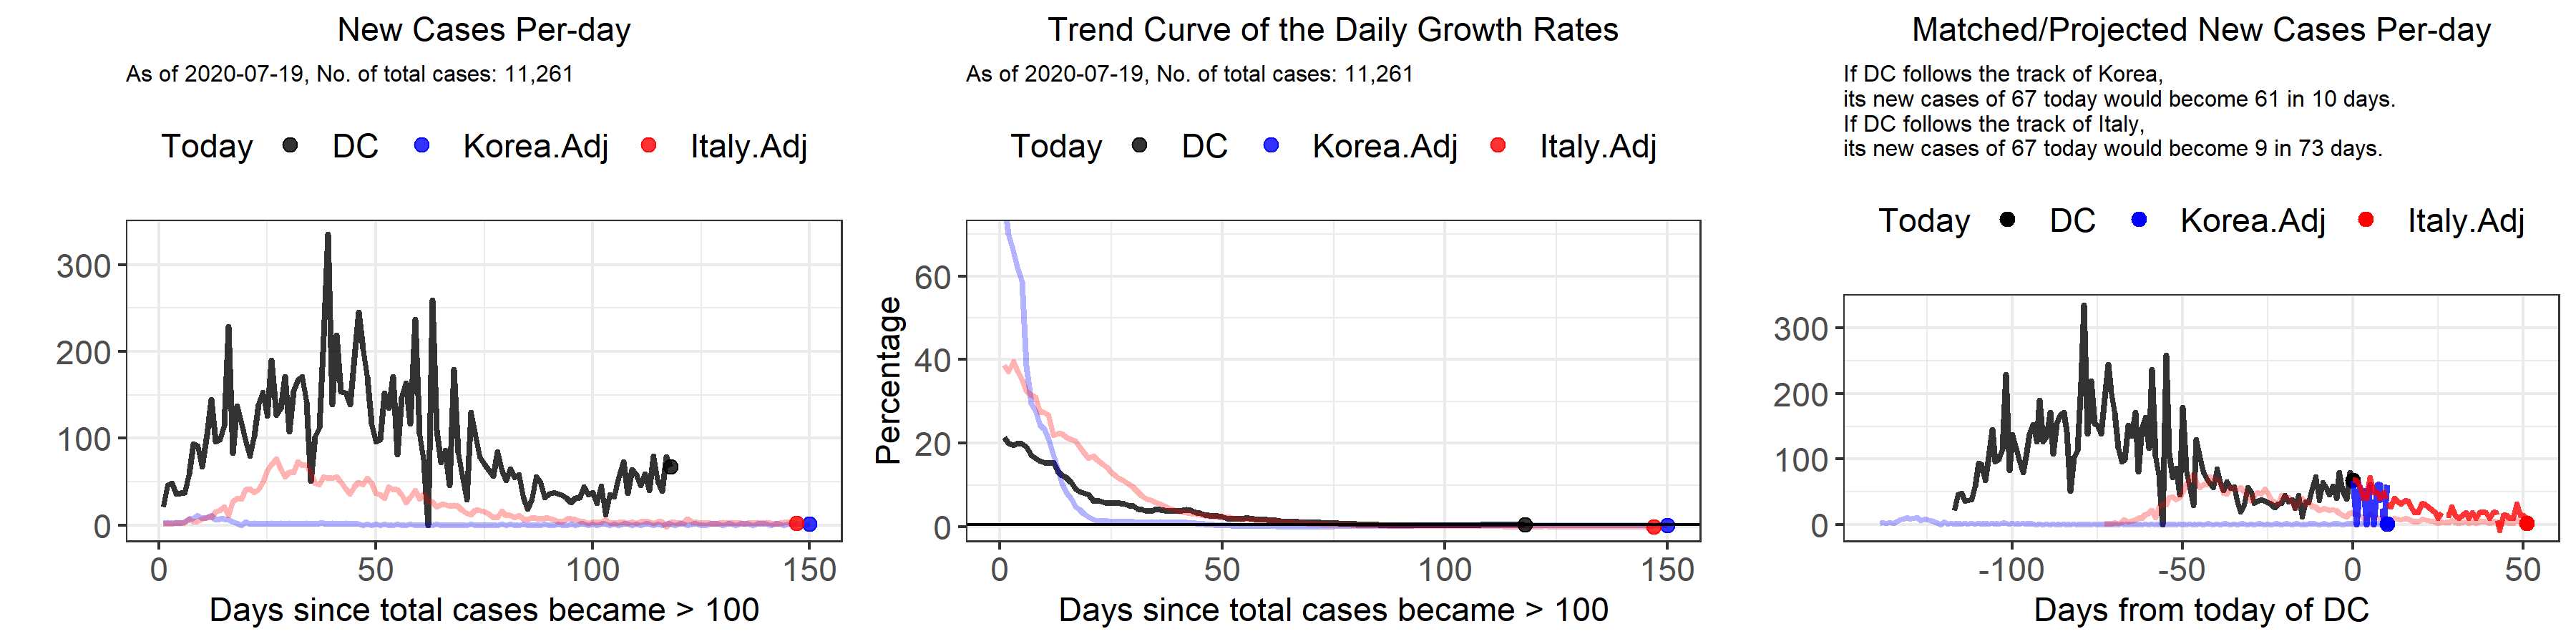 New Cases Per-day
As of 2020-07-19, No. of total cases: 11,261
Today DC Korea.Adj Italy.Adj
300
200
100
0
0 50 100 150
Days since total cases became > 100
Trend Curve of the Daily Growth Rates
As of 2020-07-19, No. of total cases: 11,261
Today DC Korea.Adj Italy.Adj
Percentage
60
40
20
0
0 50 100 150
Days since total cases became > 100
Matched/Projected New Cases Per-day
If DC follows the track of Korea,
its new cases of 67 today would become 61 in 10 days.
If DC follows the track of Italy,
its new cases of 67 today would become 9 in 73 days.
Today DC Korea.Adj Italy.Adj
300
200
100
0
-100 -50 0 50
Days from today of DC